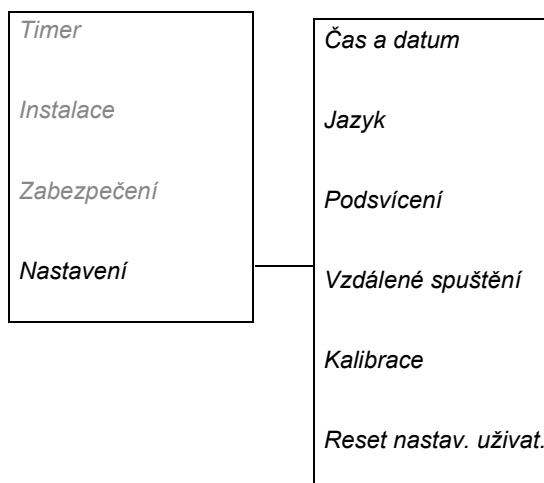 Timer
Instalace
Zabezpečení
Nastavení
Čas a datum
Jazyk
Podsvícení
Vzdálené spuštění
Kalibrace
Reset nastav. uživat.